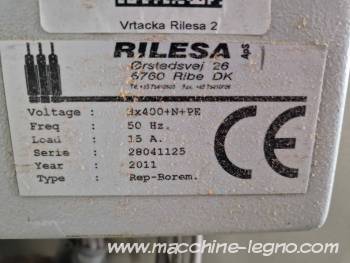 Vrtacka Rilesa 2
RILESA ApS
Ørstedsvej 26
6760 Ribe DK
Voltage : 3x400+N+PE
Freq : 50 Hz.
Load : 15 A.
Serie : 28041125
Year : 2011
Type : Rep-Borem.
CE
www.macchine-legno.com